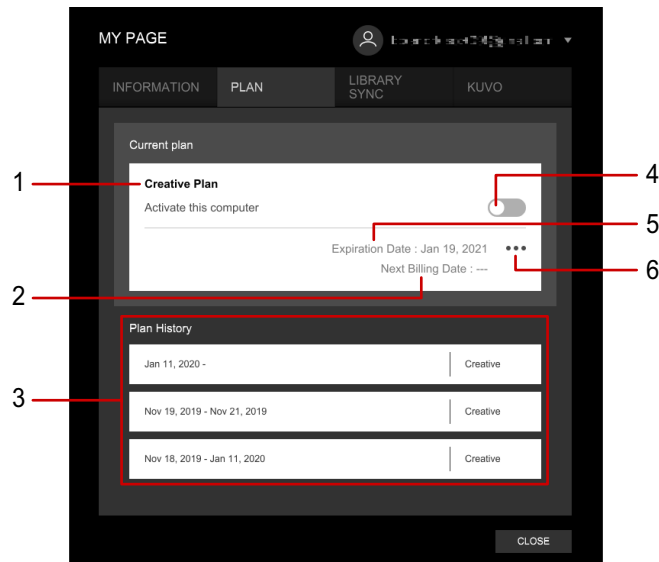 MY PAGE
INFORMATION
PLAN
LIBRARY
SYNC
KUVO
Current plan
1
Creative Plan
4
Activate this computer
5
Expiration Date : Jan 19, 2021
6
Next Billing Date : ---
2
Plan History
Jan 11, 2020 - Creative
3
Nov 19, 2019 - Nov 21, 2019 Creative
Nov 18, 2019 - Jan 11, 2020 Creative
CLOSE